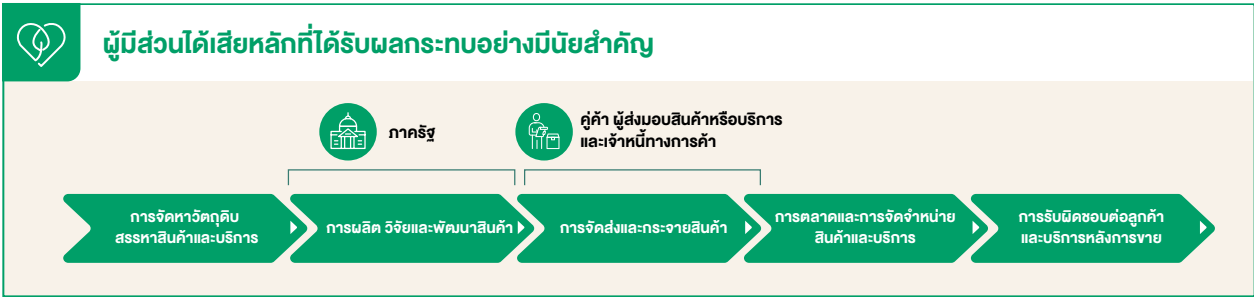 ผู้มีส่วนได้เสียหลักที่ได้รับผลกระทบอย่างมีนัยสำคัญ
ภาครัฐ
คู่ค้า ผู้ส่งมอบสินค้าหรือบริการ
และเจ้าหนี้ทางการค้า
การจัดหาวัตถุดิบ
สรรหาสินค้าและบริการ
การผลิต วิจัยและพัฒนาสินค้า
การจัดส่งและกระจายสินค้า
การตลาดและการจัดจำหน่าย
สินค้าและบริการ
การรับผิดชอบต่อลูกค้า
และบริการหลังการขาย